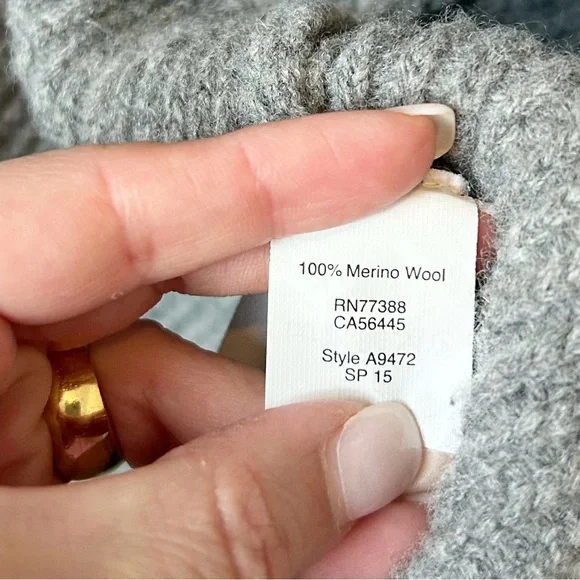 100% Merino Wool
RN77388
CA56445
Style A9472
SP 15